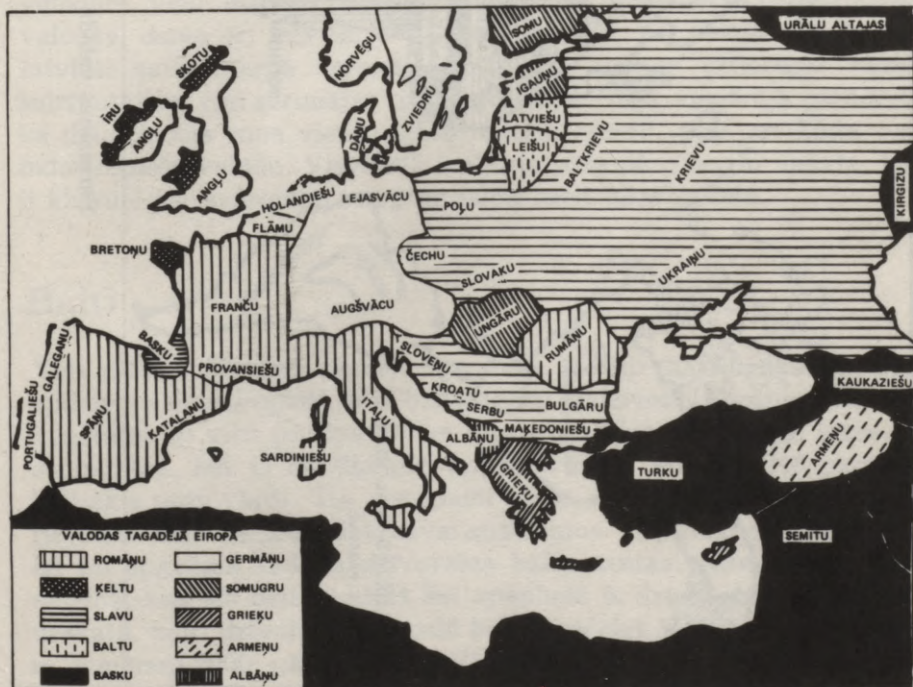 SOMU
URĀLU ALTAJAS
NORVĒĢU
ZVIEDRU
SKOTU
ĪRU
ANGĻU
ANGĻU
DĀŅU
IGAUŅU
LATVIEŠU
LEIŠU
BALTKRIEVU
KRIEVU
KIRGIZU
HOLANDIEŠU
LEJASVĀCU
FLĀMU
POĻU
BRETOŅU
ČECHU
SLOVAKU
UKRAIŅU
FRANČU
AUGŠVĀCU
UNGĀRU
RUMĀŅU
BASKU
PROVANSIEŠU
SLOVEŅU
KROATU
SERBU
BULGĀRU
KAUKAZIEŠU
GALEGAŅU
PORTUGALIEŠU
SPĀŅU
KATALAŅU
ITAĻU
SARDINIEŠU
ALBĀŅU
MAĶEDONIEŠU
ARMEŅU
TURKU
GRIEĶU
SEMITU
VALODAS TAGADĒJĀ EIROPĀ
ROMĀŅU
ĶELTU
SLAVU
BALTU
BASKU
ĢERMĀŅU
SOMUGRU
GRIEĶU
ARMEŅU
ALBĀŅU